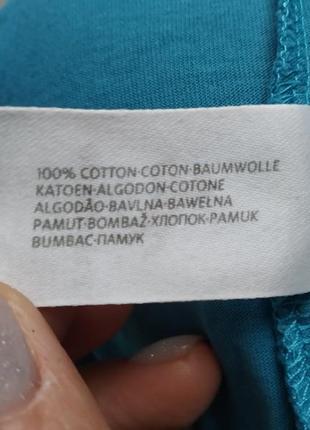 100% COTTON·COTON·BAUMWOLLE
KATOEN·ALGODON·COTONE
ALGODÃO·BAVLNA·BAWEŁNA
PAMUT·BOMBAŽ·ХЛОПОК·PAMUK
BUMBAC·ПАМУК